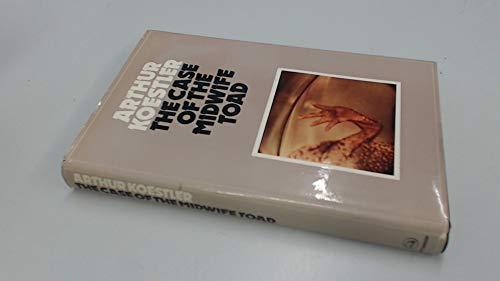 ARTHUR
KOESTLER
THE CASE
OF THE
MIDWIFE
TOAD
ARTHUR KOESTLER
THE CASE OF THE MIDWIFE TOAD